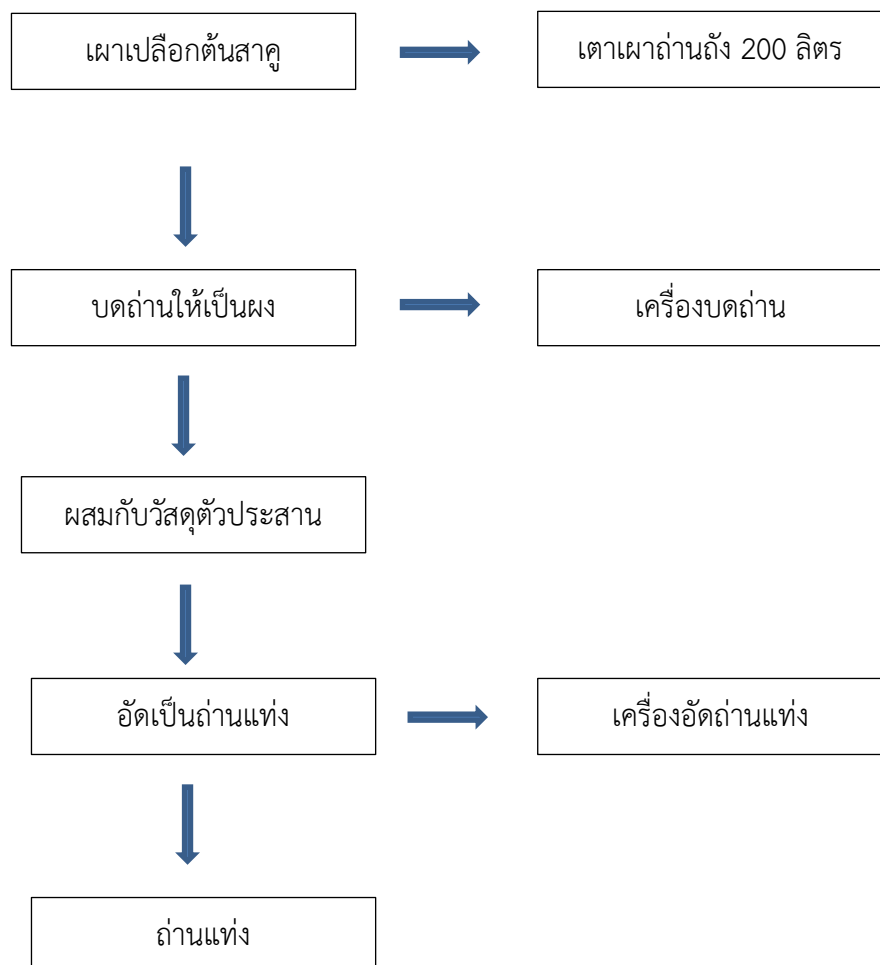 เผาเปลือกต้นสาคู
เตาเผาถ่านถัง 200 ลิตร
บดถ่านให้เป็นผง
เครื่องบดถ่าน
ผสมกับวัสดุตัวประสาน
อัดเป็นถ่านแท่ง
เครื่องอัดถ่านแท่ง
ถ่านแท่ง